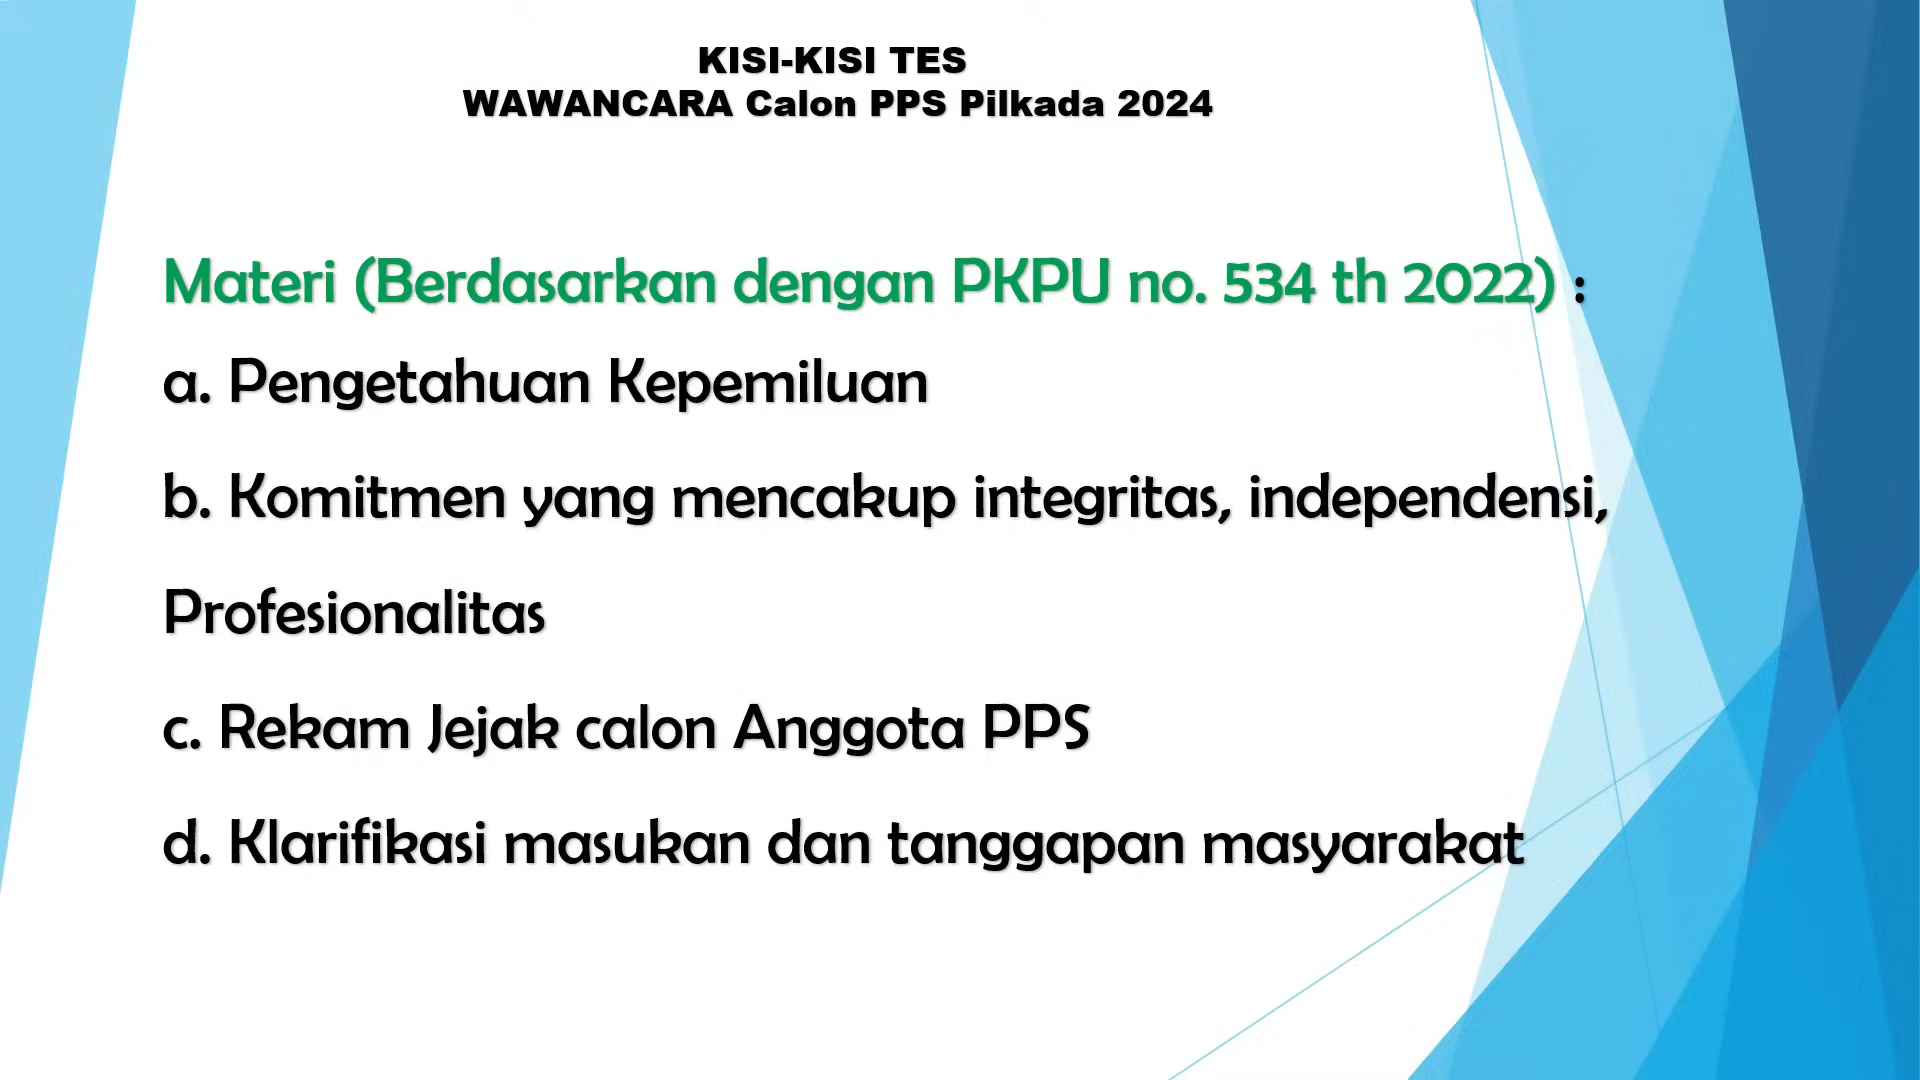 KISI-KISI TES
WAWANCARA Calon PPS Pilkada 2024
Materi (Berdasarkan dengan PKPU no. 534 th 2022) :
a. Pengetahuan Kepemiluan
b. Komitmen yang mencakup integritas, independensi,
Profesionalitas
c. Rekam Jejak calon Anggota PPS
d. Klarifikasi masukan dan tanggapan masyarakat